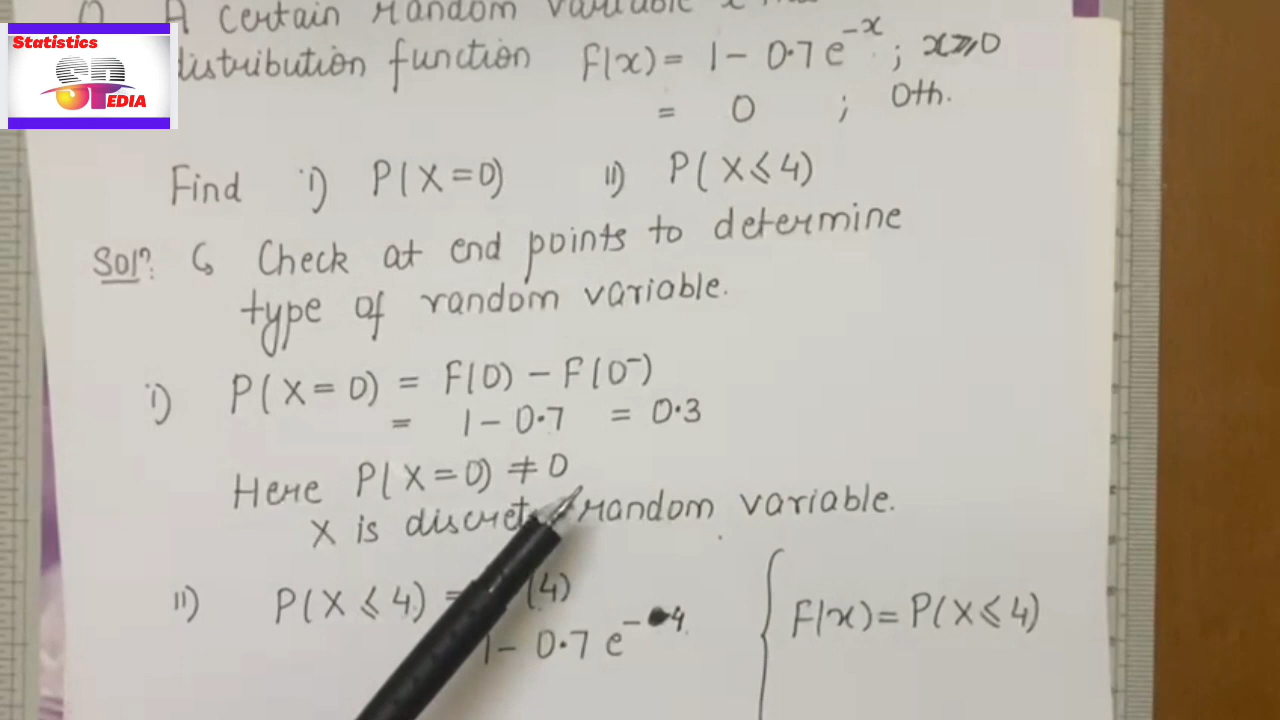 Q. A certain random variable X
Statistics
PEDIA
distribution function F(x) = 1 - 0.7 e^{-x} ; x ⩾ 0
= 0 ; Oth.
Find i) P(X=0) ii) P(X⩽4)
Solⁿ: ↳ Check at end points to determine
type of random variable.
i) P(X=0) = F(0) - F(0⁻)
= 1 - 0.7 = 0.3
Here P(X=0) ≠ 0
X is discrete random variable.
ii) P(X⩽4) = (4)
1 - 0.7 e^{-4}
F(x) = P(X⩽4)